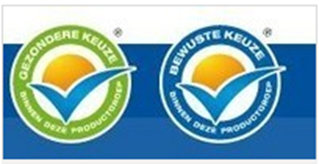 GEZONDERE KEUZE
BINNEN DEZE PRODUCTGROEP
®
BEWUSTE KEUZE
BINNEN DEZE PRODUCTGROEP
®